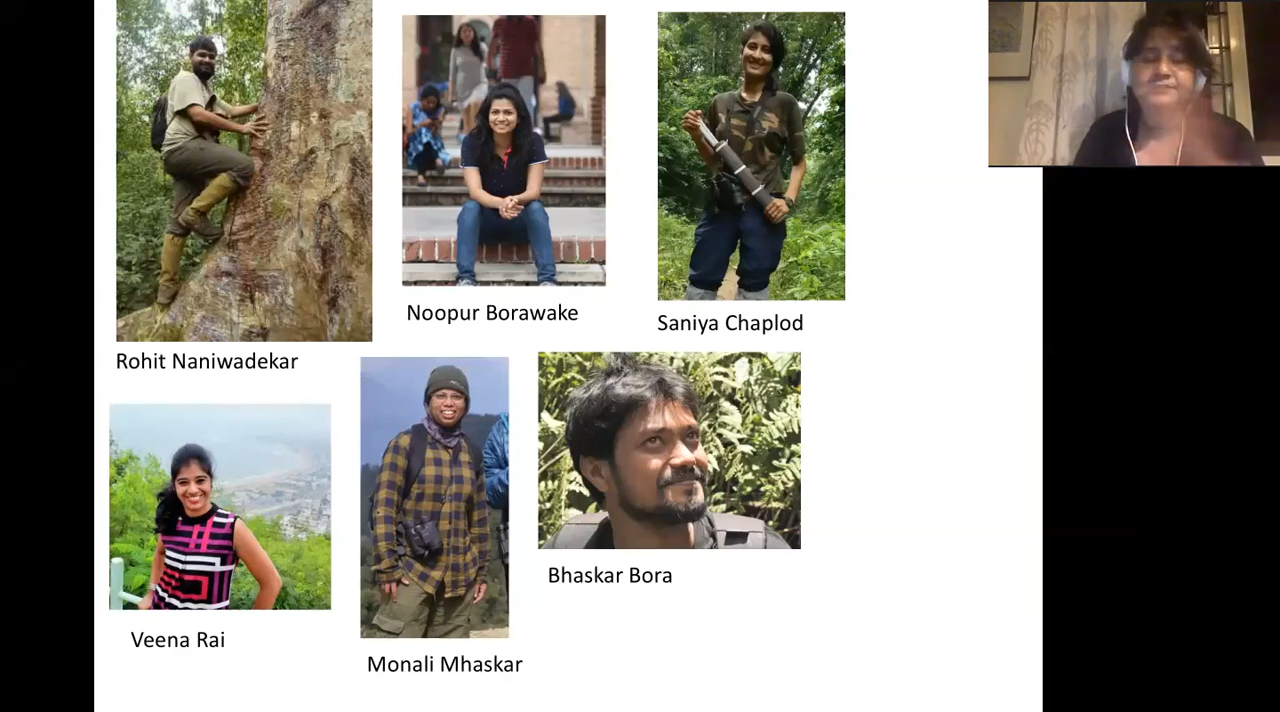 Noopur Borawake
Saniya Chaplod
Rohit Naniwadekar
Bhaskar Bora
Veena Rai
Monali Mhaskar